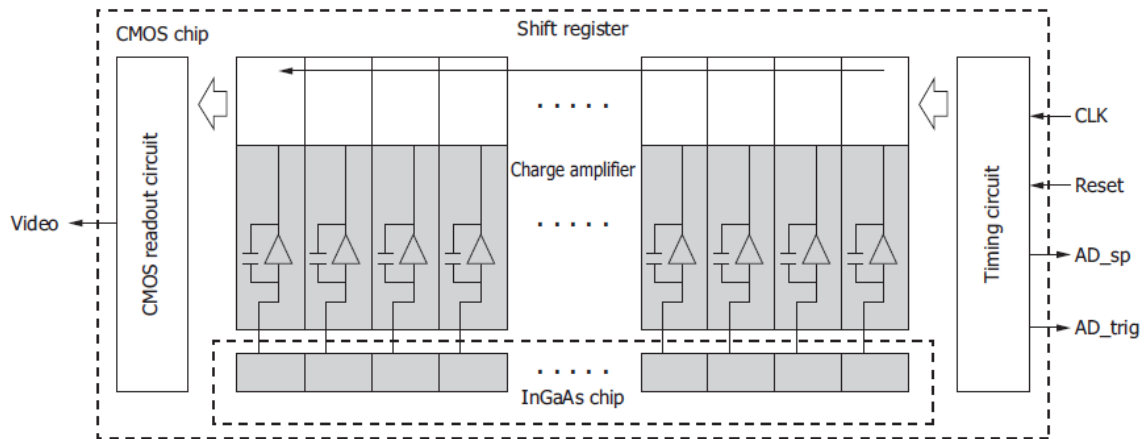 CMOS chip
Shift register
CMOS readout circuit
Charge amplifier
Timing circuit
CLK
Reset
Video
AD_sp
AD_trig
InGaAs chip